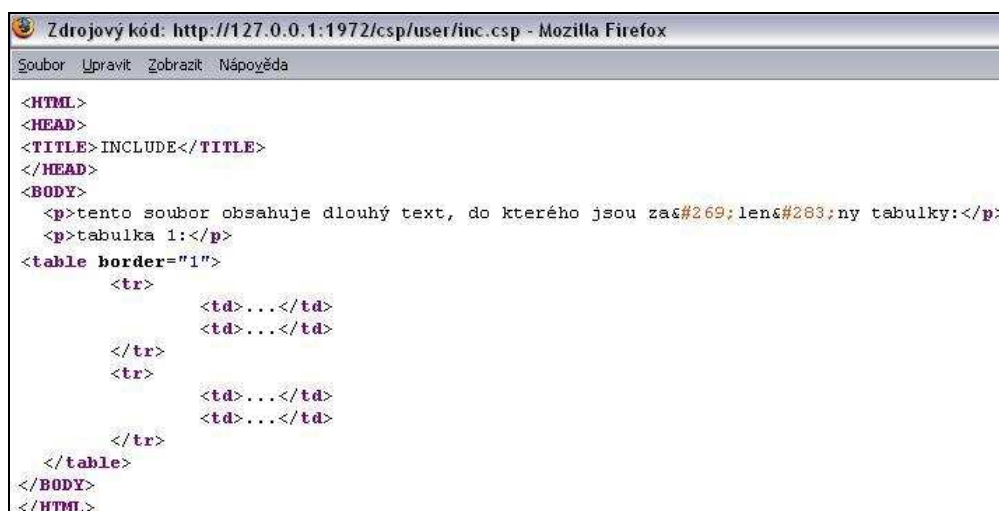 Zdrojový kód: http://127.0.0.1:1972/csp/user/inc.csp - Mozilla Firefox
Soubor Upravit Zobrazit Nápověda
<HTML>
<HEAD>
<TITLE>INCLUDE</TITLE>
</HEAD>
<BODY>
<p>tento soubor obsahuje dlouhý text, do kterého jsou za&#269;len&#283;ny tabulky:</p>
<p>tabulka 1:</p>
<table border="1">
<tr>
<td>...</td>
<td>...</td>
</tr>
<tr>
<td>...</td>
<td>...</td>
</tr>
</table>
</BODY>
</HTML>